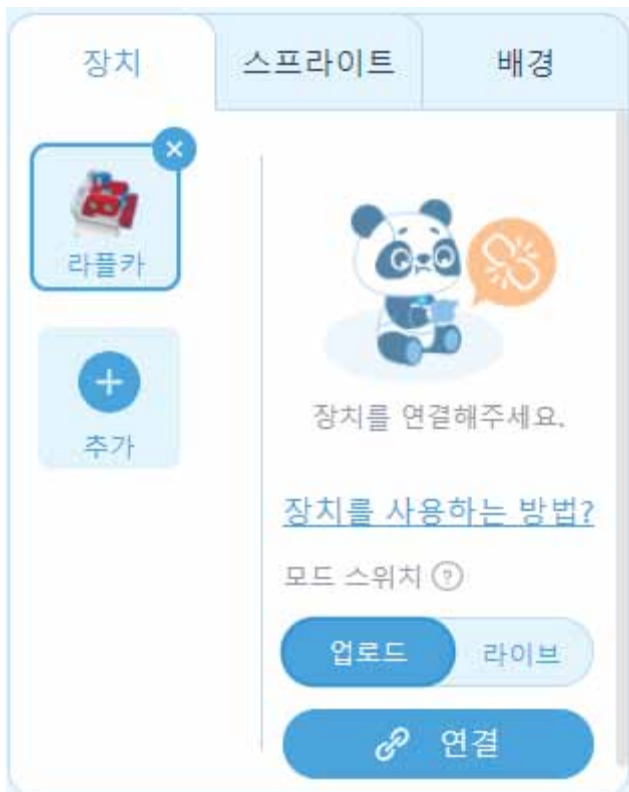 장치 스프라이트 배경
라플카
추가
장치를 연결해주세요.
장치를 사용하는 방법?
모드 스위치 ?
업로드 라이브
연결